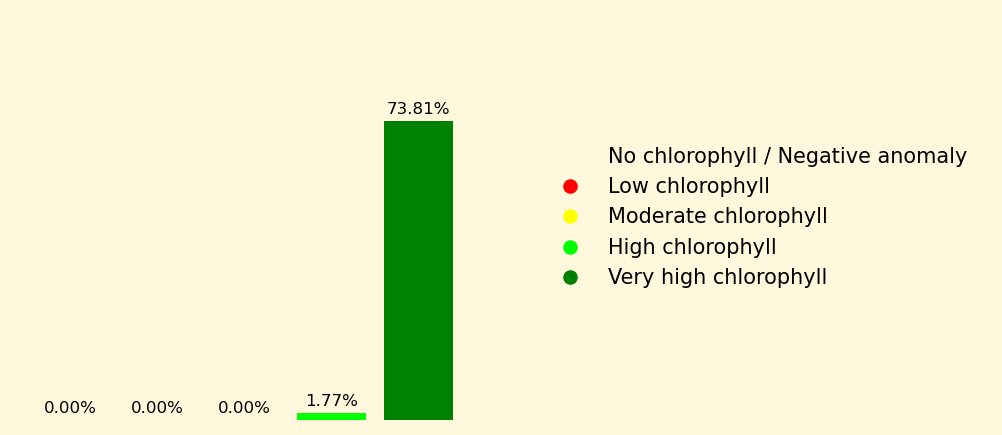 73.81%
1.77%
0.00%
0.00%
0.00%
No chlorophyll / Negative anomaly
Low chlorophyll
Moderate chlorophyll
High chlorophyll
Very high chlorophyll